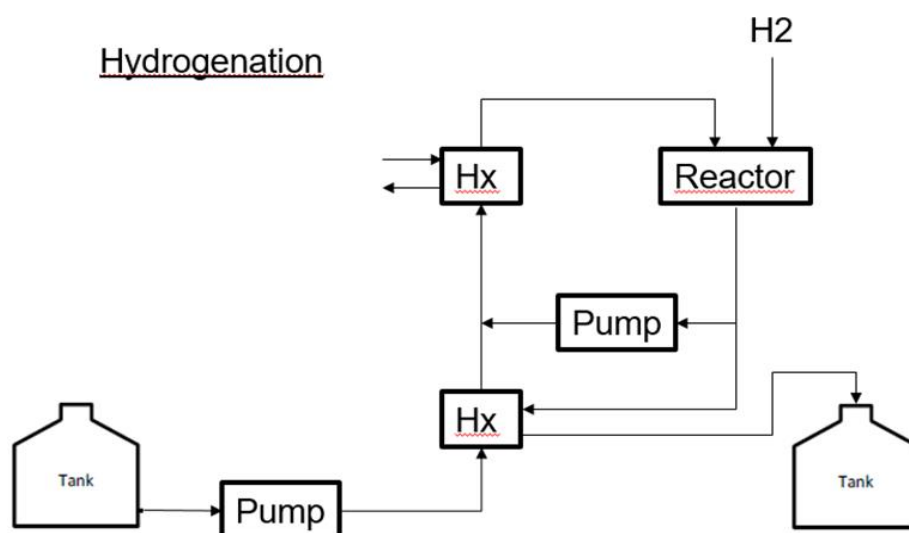 H2
Hydrogenation
Hx
Reactor
Pump
Hx
Tank
Pump
Tank